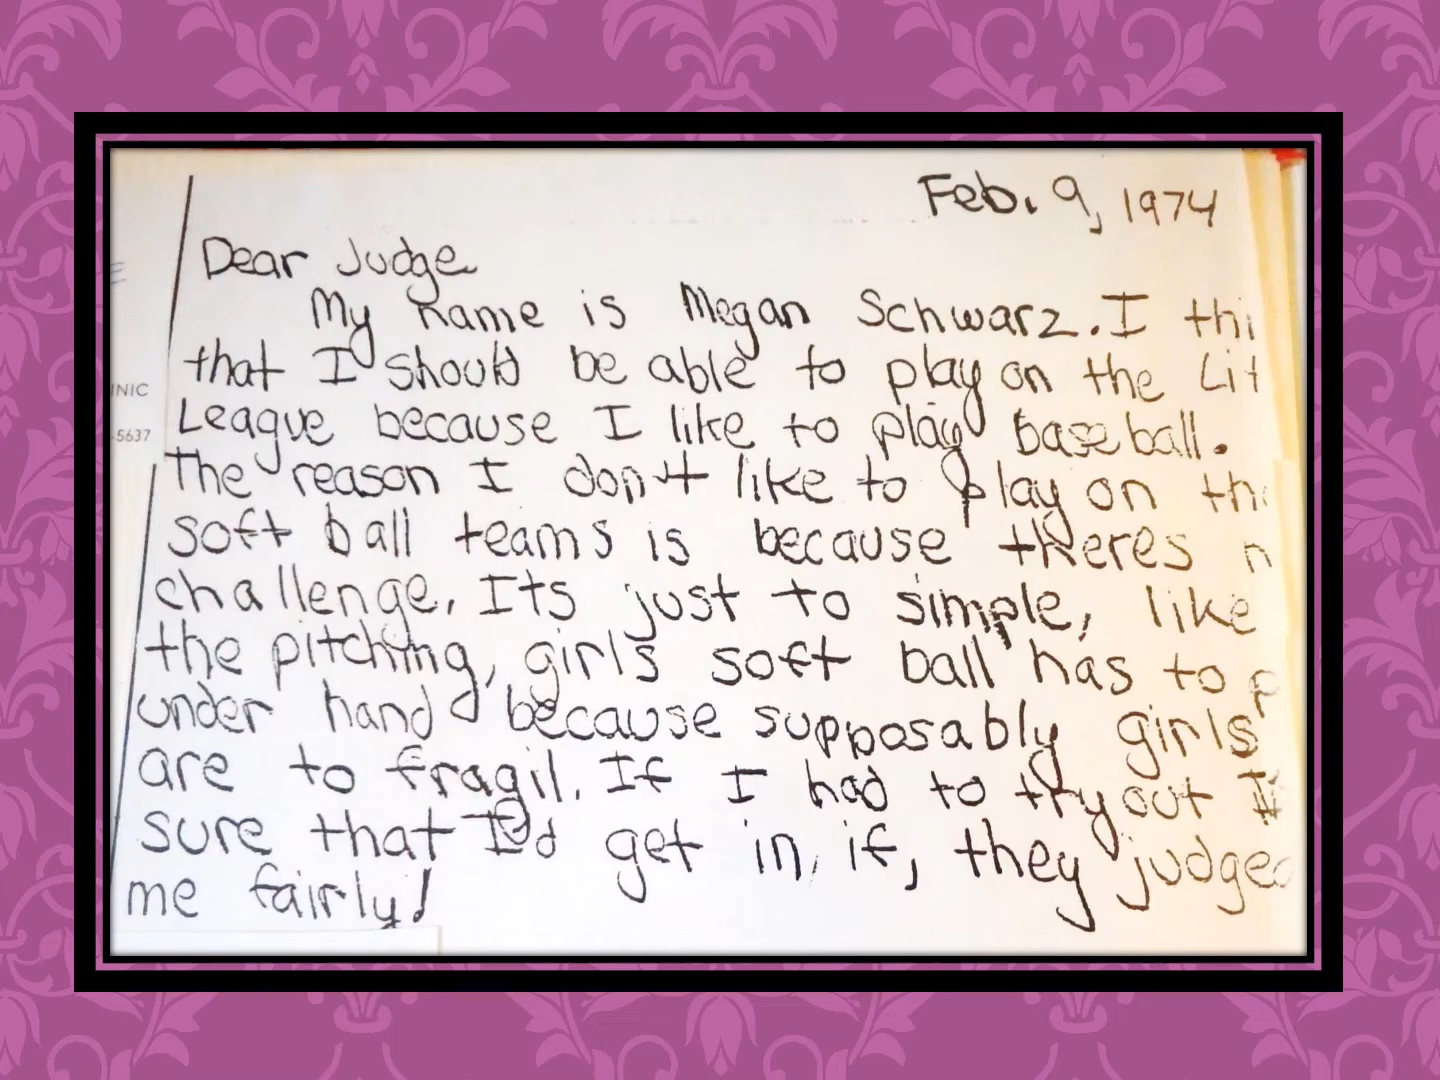 Feb. 9, 1974
Dear Judge
My name is Megan Schwarz. I thi
that I should be able to play on the Lit
INIC
League because I like to play baseball.
-5637
The reason I don't like to play on th
soft ball teams is because theres n
challenge. Its just to simple, like
the pitching, girls soft ball has to p
under hand because supposably girls
are to fragil. If I had to try out
sure that I'd get in, if, they judged
me fairly!